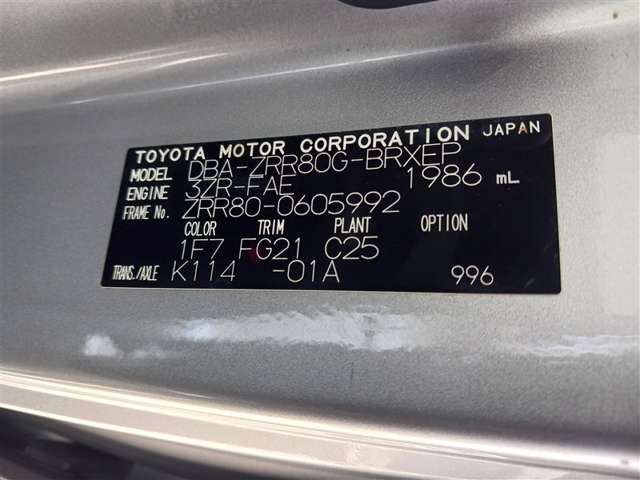 TOYOTA MOTOR CORPORATION JAPAN
MODEL DBA-ZRR80G-BRXEP
ENGINE 3ZR-FAE 1986 mL
FRAME No. ZRR80-0605992
COLOR TRIM PLANT OPTION
1F7 FG21 C25
TRANS./AXLE K114 -01A 996